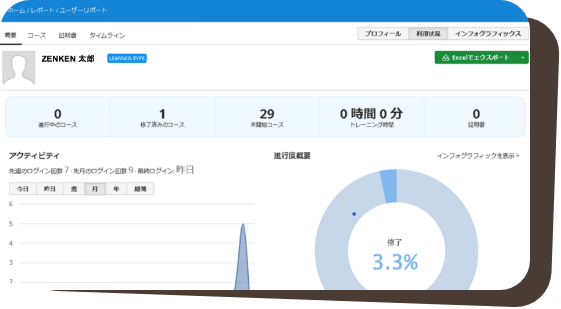 ホーム / レポート / ユーザーリポート
概要 コース 証明書 タイムライン
プロフィール 利用状況 インフォグラフィックス
ZENKEN 太郎 LEARNER-TYPE
Excelでエクスポート
0 1 29 0 時間 0 分 0
進行中のコース 修了済みのコース 未開始コース トレーニング時間 証明書
アクティビティ
先週のログイン回数 7 · 先月のログイン回数 9 · 最終ログイン: 昨日
今日 昨日 週 月 年 期間
6
5
4
3
2
進行度概要
インフォグラフィックを表示 >
修了
3.3%